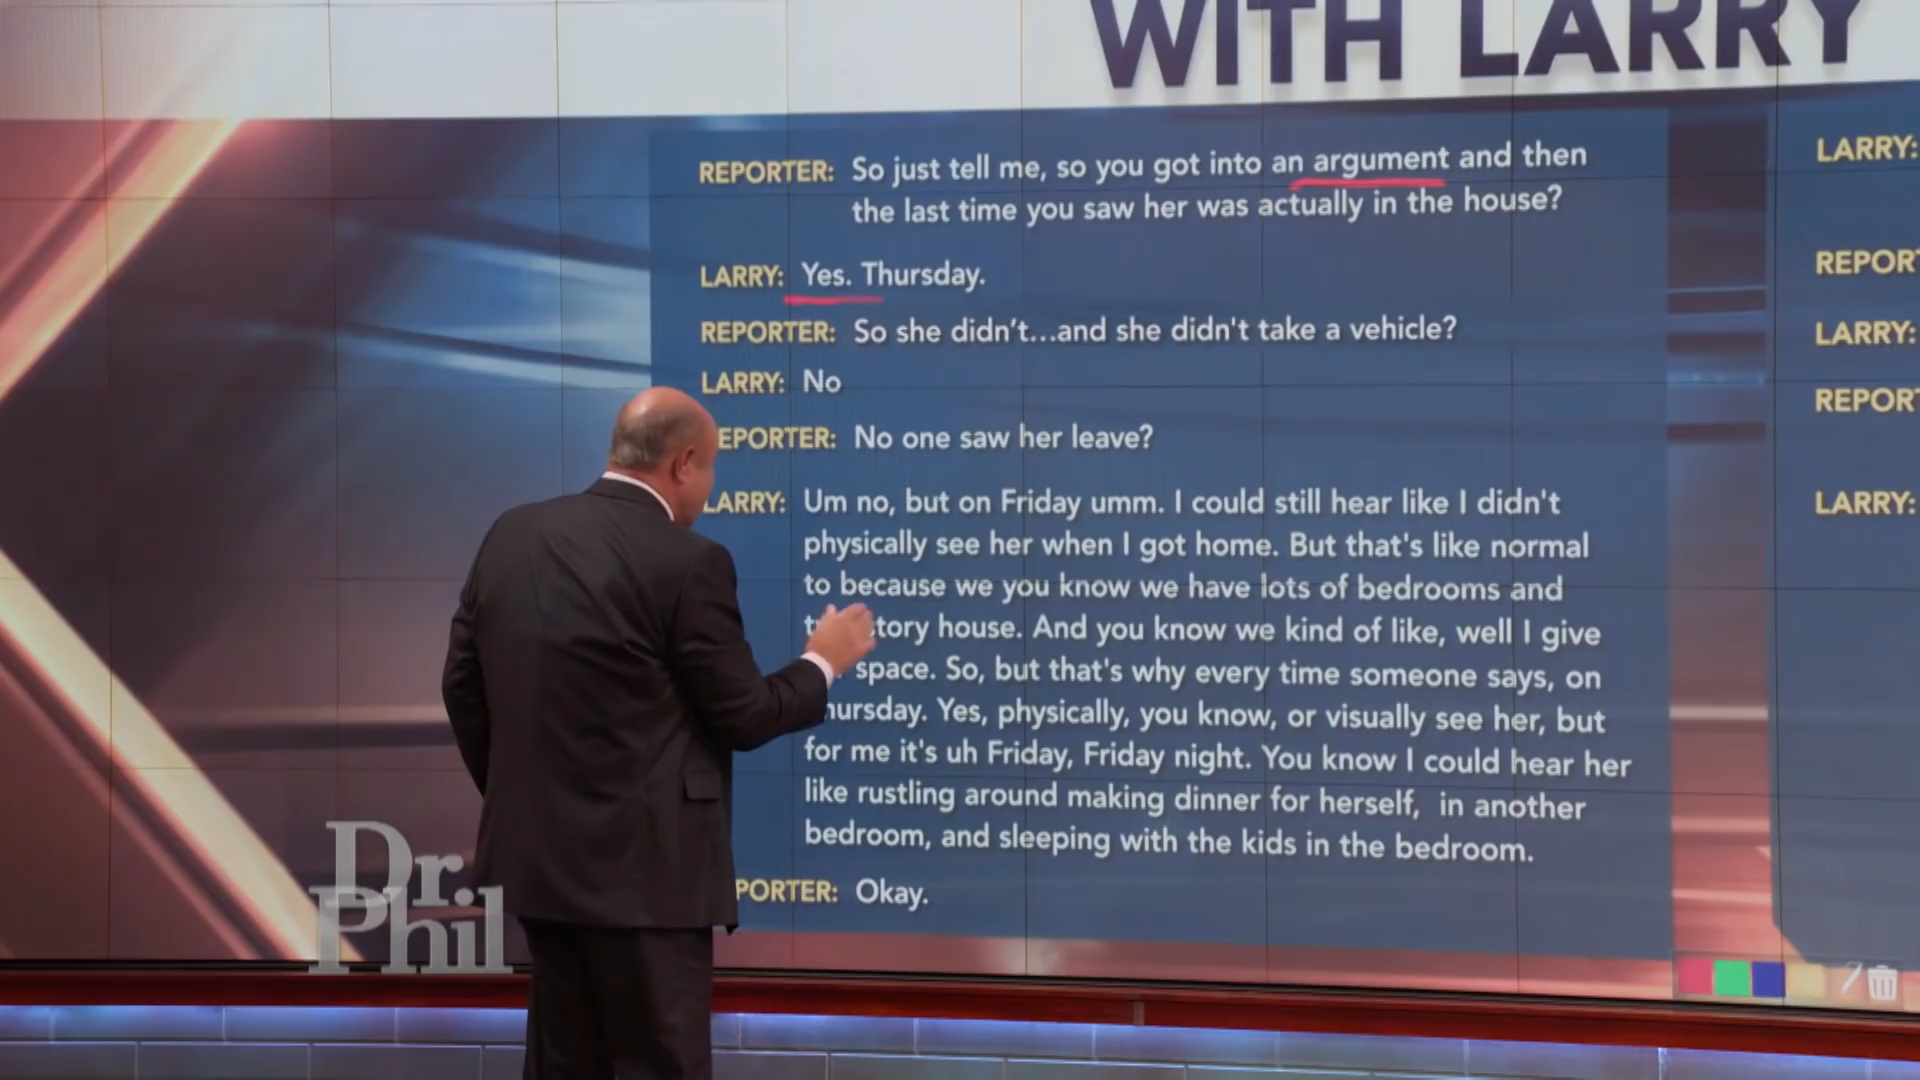 WITH LARRY
REPORTER: So just tell me, so you got into an argument and then
the last time you saw her was actually in the house?
LARRY: Yes. Thursday.
REPORTER: So she didn't...and she didn't take a vehicle?
LARRY: No
EPORTER: No one saw her leave?
LARRY: Um no, but on Friday umm. I could still hear like I didn't
physically see her when I got home. But that's like normal
to because we you know we have lots of bedrooms and
tory house. And you know we kind of like, well I give
space. So, but that's why every time someone says, on
hursday. Yes, physically, you know, or visually see her, but
for me it's uh Friday, Friday night. You know I could hear her
like rustling around making dinner for herself, in another
bedroom, and sleeping with the kids in the bedroom.
PORTER: Okay.
LARRY:
REPORT
LARRY:
REPORT
LARRY:
Dr.
Phil